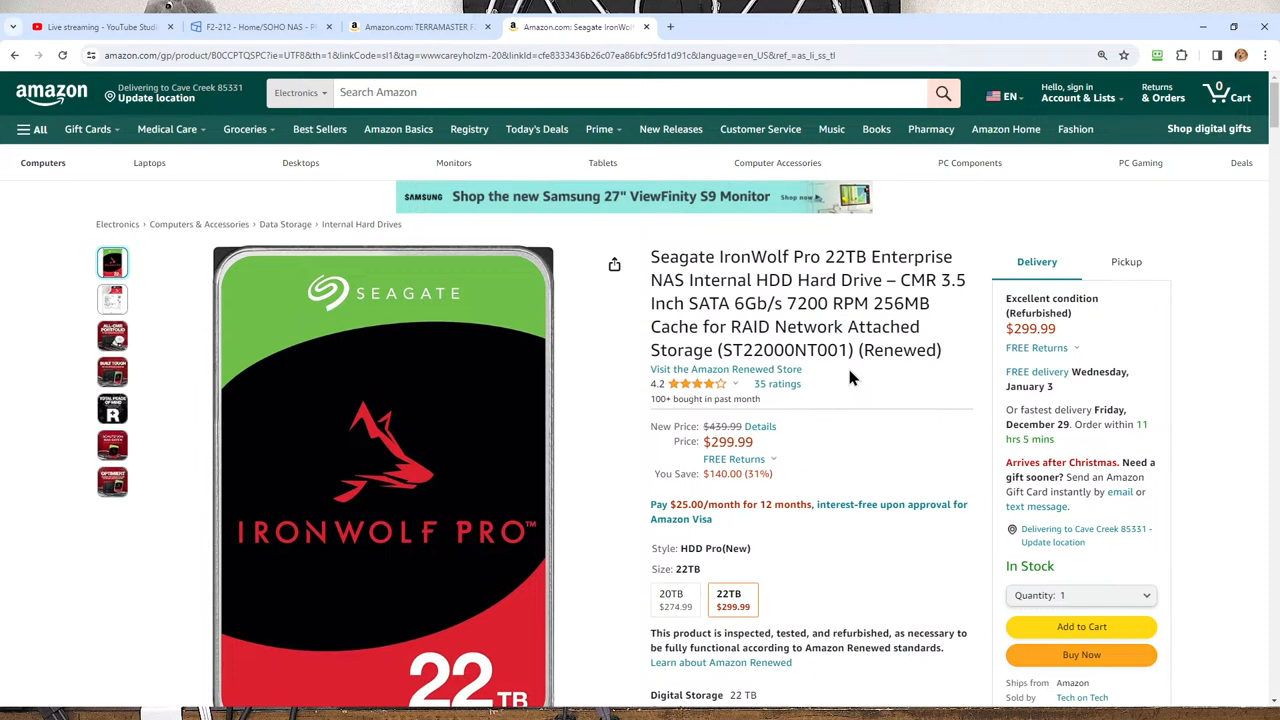 Live streaming - YouTube Studi
F2-212 - Home/SOHO NAS - P
Amazon.com: TERRAMASTER F
Amazon.com: Seagate IronWolf
amazon.com/gp/product/B0CCPTQSPC?ie=UTF8&th=1&linkCode=sl1&tag=wwwcareyholzm-20&linkId=cfe8333436b26c07ea86bfc95fd1d91c&language=en_US&ref_=as_li_ss_tl
amazon
Delivering to Cave Creek 85331
Update location
Electronics
Search Amazon
EN
Hello, sign in
Account & Lists
Returns
& Orders
0
Cart
All
Gift Cards
Medical Care
Groceries
Best Sellers
Amazon Basics
Registry
Today's Deals
Prime
New Releases
Customer Service
Music
Books
Pharmacy
Amazon Home
Fashion
Shop digital gifts
Computers
Laptops
Desktops
Monitors
Tablets
Computer Accessories
PC Components
PC Gaming
Deals
SAMSUNG Shop the new Samsung 27" ViewFinity S9 Monitor Shop now
Electronics › Computers & Accessories › Data Storage › Internal Hard Drives
SEAGATE
IRONWOLF PRO™
22 TB
Seagate IronWolf Pro 22TB Enterprise
NAS Internal HDD Hard Drive – CMR 3.5
Inch SATA 6Gb/s 7200 RPM 256MB
Cache for RAID Network Attached
Storage (ST22000NT001) (Renewed)
Visit the Amazon Renewed Store
4.2 35 ratings
100+ bought in past month
New Price: $439.99 Details
Price: $299.99
FREE Returns
You Save: $140.00 (31%)
Pay $25.00/month for 12 months, interest-free upon approval for
Amazon Visa
Style: HDD Pro(New)
Size: 22TB
20TB
$274.99
22TB
$299.99
This product is inspected, tested, and refurbished, as necessary to
be fully functional according to Amazon Renewed standards.
Learn about Amazon Renewed
Digital Storage 22 TB
Delivery
Pickup
Excellent condition
(Refurbished)
$299.99
FREE Returns
FREE delivery Wednesday,
January 3
Or fastest delivery Friday,
December 29. Order within 11
hrs 5 mins
Arrives after Christmas. Need a
gift sooner? Send an Amazon
Gift Card instantly by email or
text message.
Delivering to Cave Creek 85331 -
Update location
In Stock
Quantity: 1
Add to Cart
Buy Now
Ships from Amazon
Sold by Tech on Tech